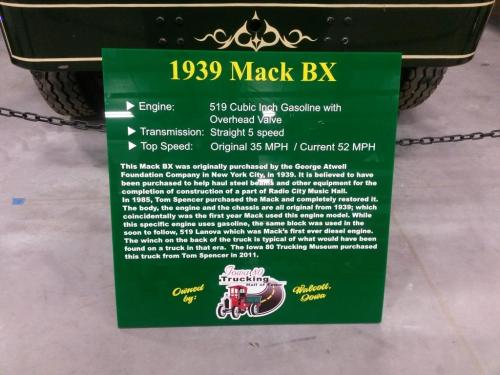 1939 Mack BX
▶ Engine: 519 Cubic Inch Gasoline with
Overhead Valve
▶ Transmission: Straight 5 speed
▶ Top Speed: Original 35 MPH / Current 52 MPH
This Mack BX was originally purchased by the George Atwell
Foundation Company in New York City, in 1939. It is believed to have
been purchased to help haul steel beams and other equipment for the
completion of construction of a part of Radio City Music Hall.
In 1985, Tom Spencer purchased the Mack and completely restored it.
The body, the engine and the chassis are all original from 1939; which
coincidentally was the first year Mack used this engine model. While
this specific engine uses gasoline, the same block was used in the
soon to follow, 519 Lanova which was Mack's first ever diesel engine.
The winch on the back of the truck is typical of what would have been
found on a truck in that era. The Iowa 80 Trucking Museum purchased
this truck from Tom Spencer in 2011.
Iowa 80
Trucking
Hall of Fame
Owned
by:
Walcott,
Iowa